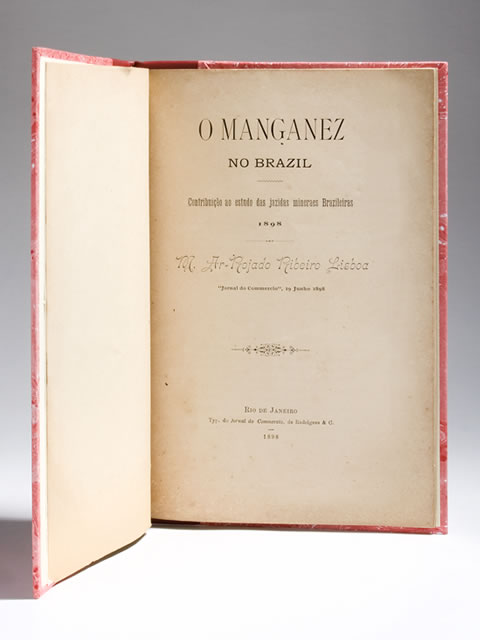 O MANGANEZ
NO BRAZIL
Contribuição ao estudo das jazidas mineraes Brazileiras
1898
M. Ar-Rojado Ribeiro Lisboa
"Jornal do Commercio", 19 Junho 1898
RIO DE JANEIRO
Typ. do Jornal do Commercio, de Rodrigues & C.
1898